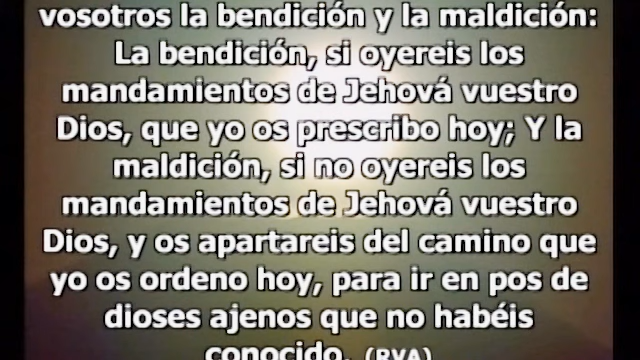 vosotros la bendición y la maldición:
La bendición, si oyereis los
mandamientos de Jehová vuestro
Dios, que yo os prescribo hoy; Y la
maldición, si no oyereis los
mandamientos de Jehová vuestro
Dios, y os apartareis del camino que
yo os ordeno hoy, para ir en pos de
dioses ajenos que no habéis
conocido. (RVA)